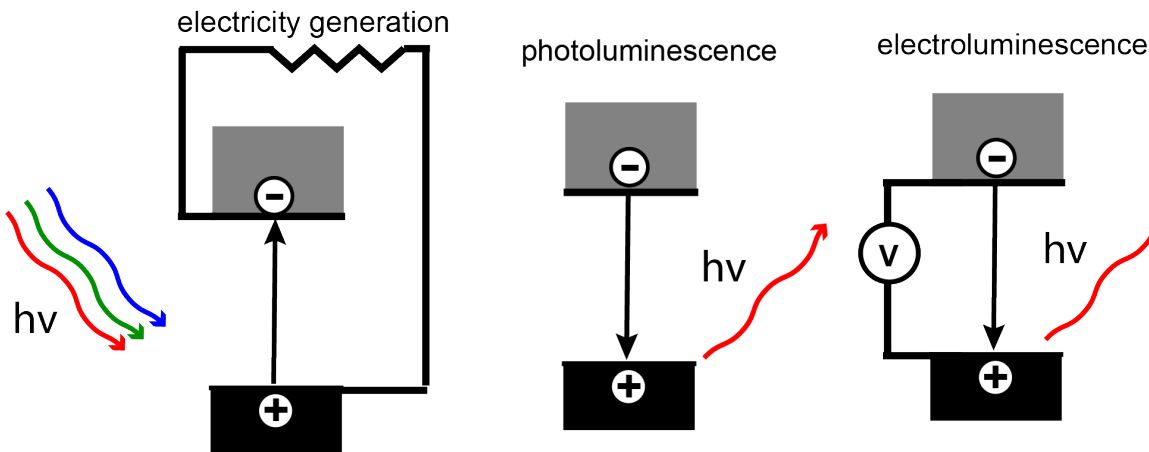 electricity generation
photoluminescence
electroluminescence
-
-
-
hv
hv
V
hv
+
+
+